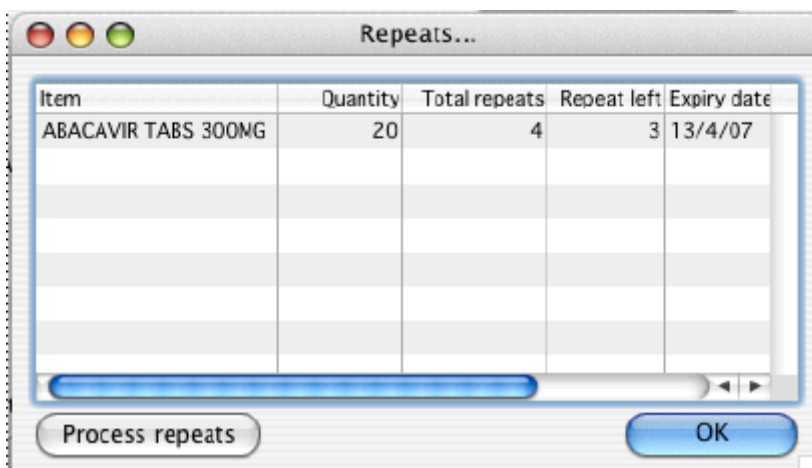 Repeats...
Item Quantity Total repeats Repeat left Expiry date
ABACAVIR TABS 300MG 20 4 3 13/4/07
Process repeats OK